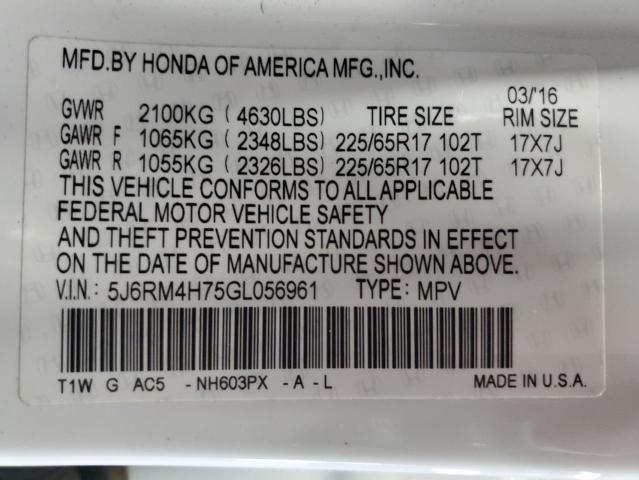 MFD.BY HONDA OF AMERICA MFG.,INC.
03/'16
GVWR 2100KG ( 4630LBS) TIRE SIZE RIM SIZE
GAWR F 1065KG ( 2348LBS) 225/65R17 102T 17X7J
GAWR R 1055KG ( 2326LBS) 225/65R17 102T 17X7J
THIS VEHICLE CONFORMS TO ALL APPLICABLE
FEDERAL MOTOR VEHICLE SAFETY
AND THEFT PREVENTION STANDARDS IN EFFECT
ON THE DATE OF MANUFACTURE SHOWN ABOVE.
V.I.N.: 5J6RM4H75GL056961 TYPE: MPV
T1W G AC5 -NH603PX -A-L MADE IN U.S.A.